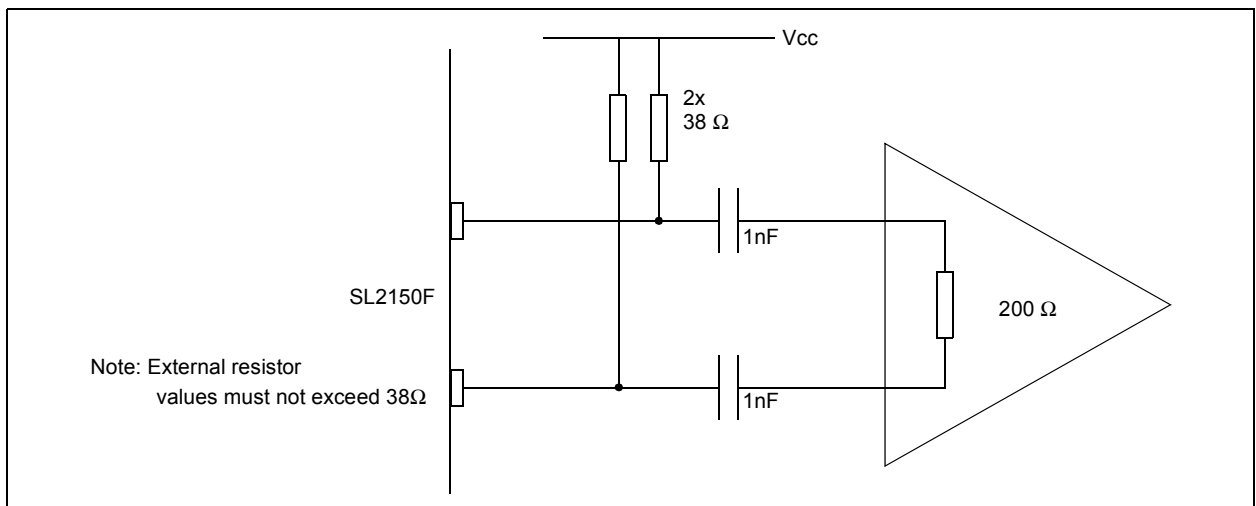 Vcc
2x
38 Ω
1nF
SL2150F
200 Ω
Note: External resistor
values must not exceed 38Ω
1nF